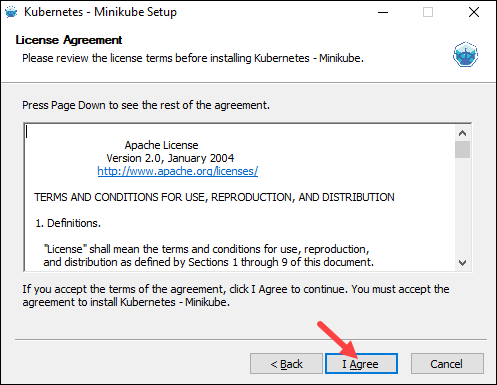 Kubernetes - Minikube Setup
License Agreement
Please review the license terms before installing Kubernetes - Minikube.
Press Page Down to see the rest of the agreement.
Apache License
Version 2.0, January 2004
http://www.apache.org/licenses/
TERMS AND CONDITIONS FOR USE, REPRODUCTION, AND DISTRIBUTION
1. Definitions.
"License" shall mean the terms and conditions for use, reproduction,
and distribution as defined by Sections 1 through 9 of this document.
If you accept the terms of the agreement, click I Agree to continue. You must accept the
agreement to install Kubernetes - Minikube.
< Back
I Agree
Cancel